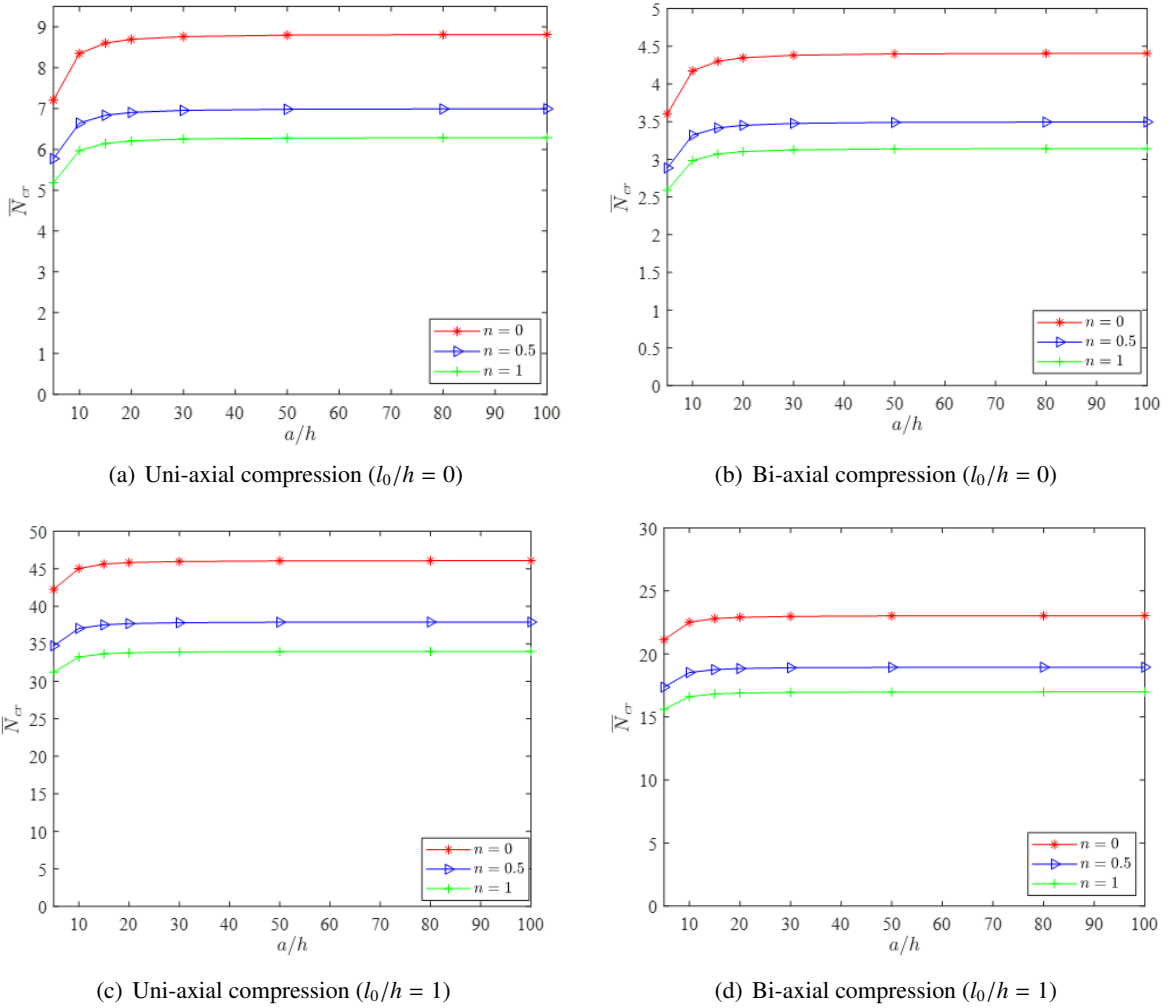 9
8
7
6
5
4
3
2
1
0
N̅cr
10 20 30 40 50 60 70 80 90 100
a/h
n = 0
n = 0.5
n = 1
(a) Uni-axial compression (l0/h = 0)
5
4.5
4
3.5
3
2.5
2
1.5
1
0.5
0
N̅cr
10 20 30 40 50 60 70 80 90 100
a/h
n = 0
n = 0.5
n = 1
(b) Bi-axial compression (l0/h = 0)
50
45
40
35
30
25
20
15
10
5
0
N̅cr
10 20 30 40 50 60 70 80 90 100
a/h
n = 0
n = 0.5
n = 1
(c) Uni-axial compression (l0/h = 1)
30
25
20
15
10
5
0
N̅cr
10 20 30 40 50 60 70 80 90 100
a/h
n = 0
n = 0.5
n = 1
(d) Bi-axial compression (l0/h = 1)